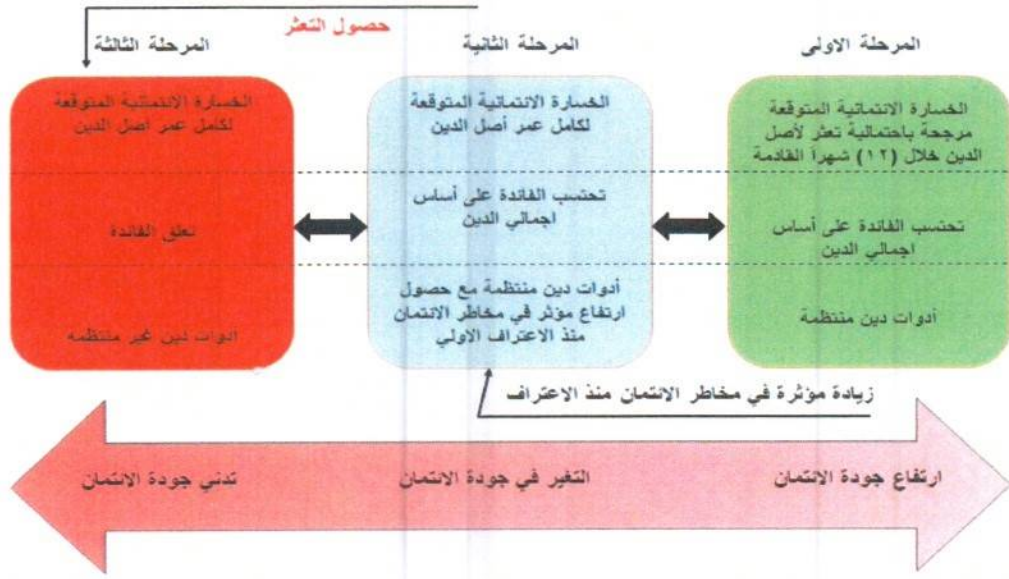 حصول التعثر
المرحلة الاولى
المرحلة الثانية
المرحلة الثالثة
الخسارة الائتمانية المتوقعة
مرجحة باحتمالية تعثر لأصل
الدين خلال (١٢) شهراً القادمة
تحتسب الفائدة على أساس
اجمالي الدين
أدوات دين منتظمة
الخسارة الائتمانية المتوقعة
لكامل عمر أصل الدين
تحتسب الفائدة على أساس
اجمالي الدين
أدوات دين منتظمة مع حصول
ارتفاع مؤثر في مخاطر الائتمان
منذ الاعتراف الاولي
الخسارة الائتمانية المتوقعة
لكامل عمر أصل الدين
تعلق الفائدة
ادوات دين غير منتظمه
زيادة مؤثرة في مخاطر الائتمان منذ الاعتراف
ارتفاع جودة الائتمان
التغير في جودة الائتمان
تدني جودة الائتمان